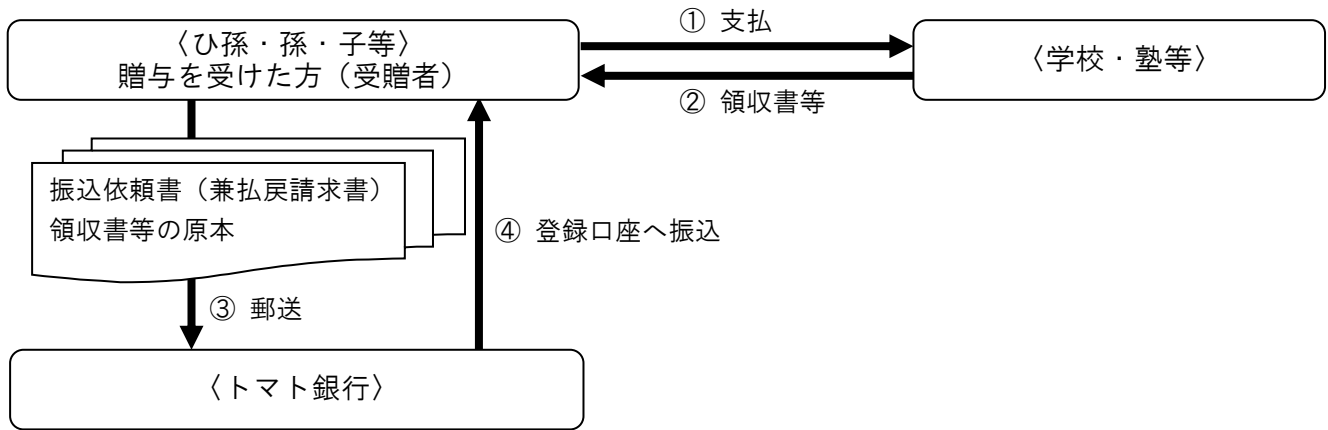 ① 支払
〈ひ孫・孫・子等〉
贈与を受けた方（受贈者）
〈学校・塾等〉
② 領収書等
振込依頼書（兼払戻請求書）
領収書等の原本
④ 登録口座へ振込
③ 郵送
〈トマト銀行〉